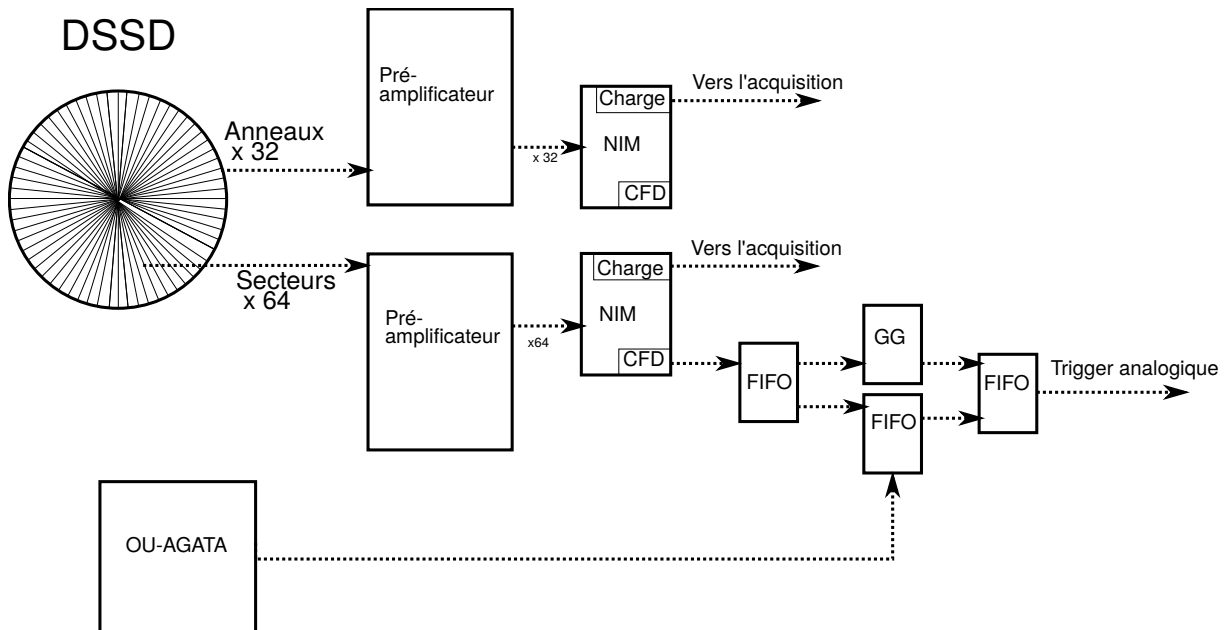 DSSD
Pré-
amplificateur
Anneaux
x 32
x 32
Charge
NIM
CFD
Vers l'acquisition
Secteurs
x 64
Pré-
amplificateur
x64
Charge
NIM
CFD
Vers l'acquisition
FIFO
GG
FIFO
FIFO
Trigger analogique
OU-AGATA